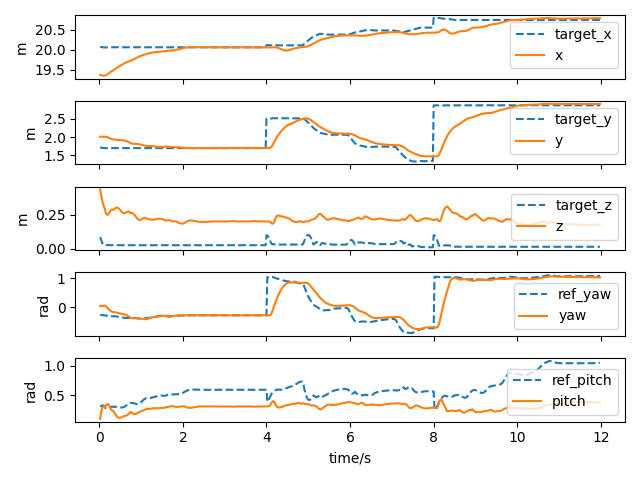 20.5
20.0
19.5
m
target_x
x
2.5
2.0
1.5
m
target_y
y
0.25
0.00
m
target_z
z
1
0
rad
ref_yaw
yaw
1.0
0.5
rad
ref_pitch
pitch
0 2 4 6 8 10 12
time/s